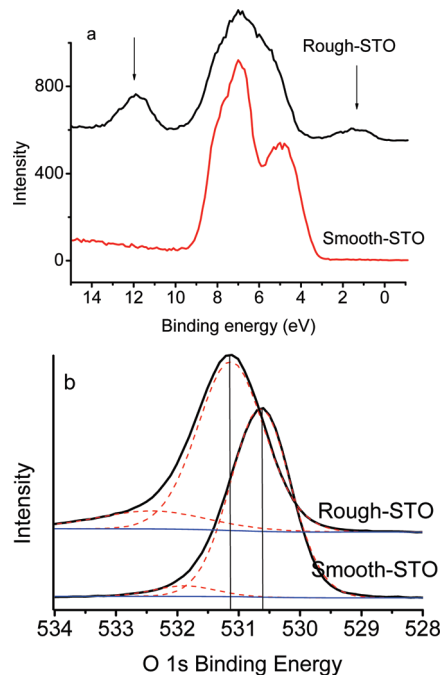 a
Rough-STO
800
400
0
Intensity
Smooth-STO
14 12 10 8 6 4 2 0
Binding energy (eV)
b
Intensity
Rough-STO
Smooth-STO
534 533 532 531 530 529 528
O 1s Binding Energy